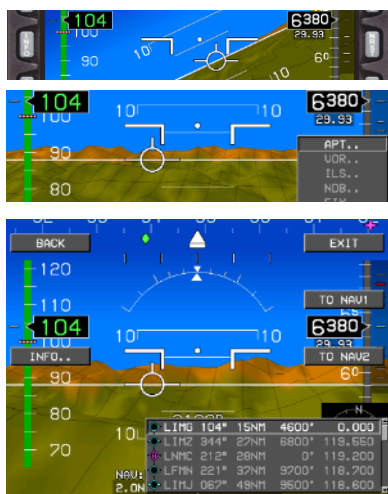 104 6380
100 29.93
90
10 10
60
104 10 10 6380
100 29.93
90 APT..
VOR..
ILS..
80 NDB..
BACK EXIT
120
110 TO NAV1
104 10 10 6380
29.93
INFO.. TO NAV2
90 60
80 N
LIMG 104° 15NM 4600' 0.000
10 LIMZ 344° 27NM 6800' 119.550
70 LNMC 212° 28NM 0' 119.200
NAV: LFMN 221° 37NM 9700' 118.700
2.0N LIMJ 067° 49NM 9500' 118.600